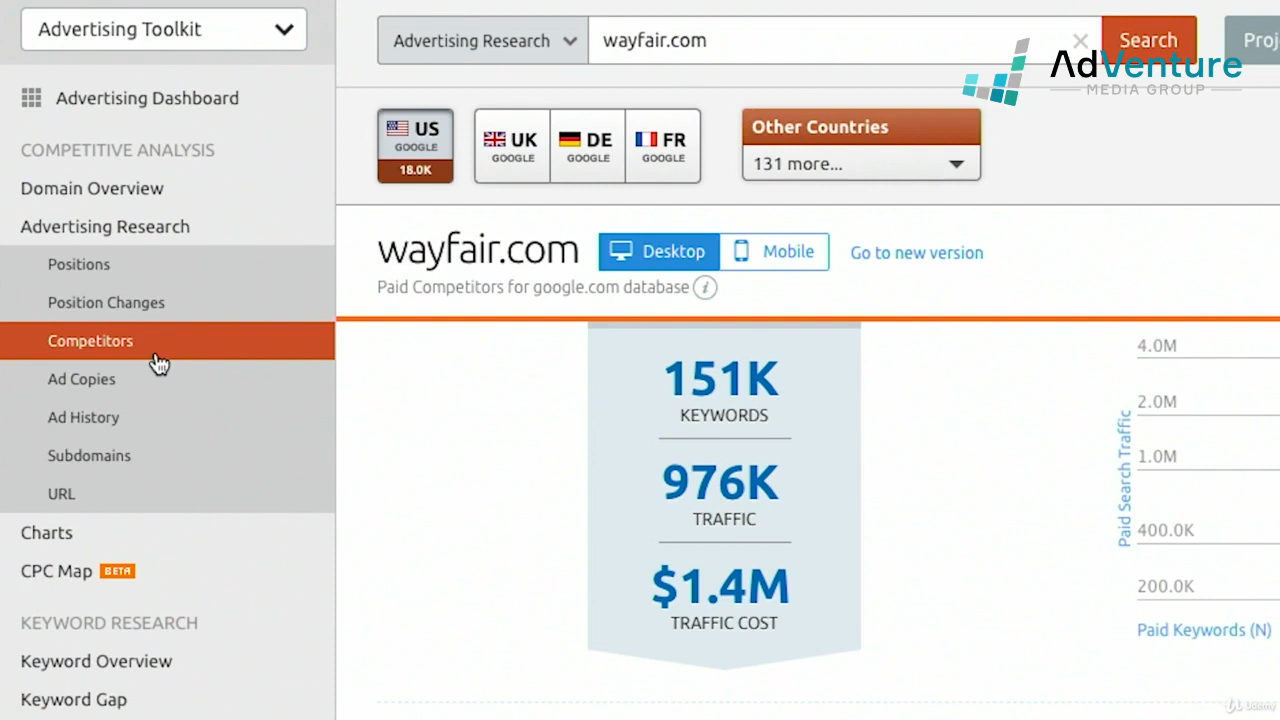 Advertising Toolkit
Advertising Dashboard
COMPETITIVE ANALYSIS
Domain Overview
Advertising Research
Positions
Position Changes
Competitors
Ad Copies
Ad History
Subdomains
URL
Charts
CPC Map BETA
KEYWORD RESEARCH
Keyword Overview
Keyword Gap
Advertising Research wayfair.com × Search Proj
AdVenture
MEDIA GROUP
US
GOOGLE
18.0K
UK
GOOGLE
DE
GOOGLE
FR
GOOGLE
Other Countries
131 more...
wayfair.com Desktop Mobile Go to new version
Paid Competitors for google.com database i
151K
KEYWORDS
976K
TRAFFIC
$1.4M
TRAFFIC COST
4.0M
2.0M
1.0M
400.0K
200.0K
Paid Search Traffic
Paid Keywords (N)
Udemy